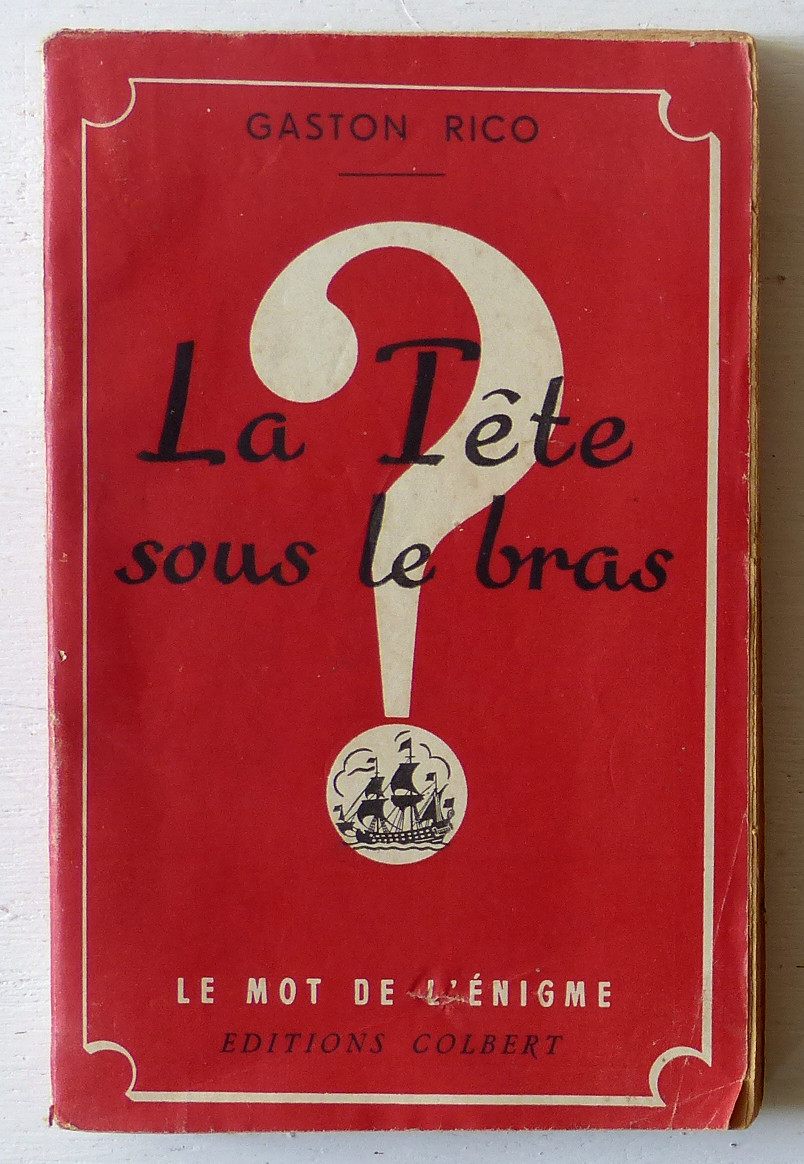 GASTON RICO
La Tête
sous le bras
LE MOT DE L'ÉNIGME
EDITIONS COLBERT